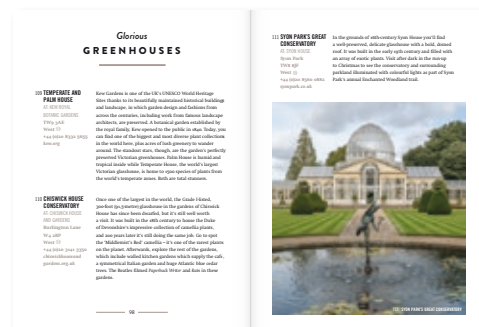 Glorious
GREENHOUSES
109 TEMPERATE AND
PALM HOUSE
AT KEW ROYAL
BOTANIC GARDENS
TW9 3AE
West
kew.org
Kew Gardens is one of the UK's UNESCO World Heritage
Sites thanks to its beautifully maintained historical buildings
and landscape, in which garden design and fashions from
across the centuries, including work from famous landscape
architects, are preserved. A botanical garden established by
the royal family, Kew opened to the public in 1840. Today, you
can find one of the biggest and most diverse plant collections
in the world here, plus acres of lush greenery to wander
around. The standout stars, though, are the garden's perfectly
preserved Victorian greenhouses. Palm House is humid and
tropical inside while Temperate House, the world's largest
Victorian glasshouse, is home to 1500 species of plants from
the world's temperate zones. Both are total stunners.
110 CHISWICK HOUSE
CONSERVATORY
AT CHISWICK HOUSE
AND GARDENS
Burlington Lane
W4 2RP
West
chiswickhouseand
gardens.org.uk
Once one of the largest in the world, the Grade I-listed,
Chiswick
House has since been dwarfed, but it's still well worth
a visit. It was built in the 19th century to house the Duke
of Devonshire's impressive collection of camellia plants,
and 200 years later it's still doing the same job. Go to spot
the 'Middlemist's Red' camellia – it's one of the rarest plants
on the planet. Afterwards, explore the rest of the gardens,
which include walled kitchen gardens which supply the cafe,
a symmetrical Italian garden and huge Atlantic blue cedar
trees. The Beatles filmed Paperback Writer and Rain in these
gardens.
98
111 SYON PARK'S GREAT
CONSERVATORY
AT SYON HOUSE
Syon Park
TW8 8JF
West
syonpark.co.uk
In the grounds of 16th-century Syon House you'll find
a well-preserved, delicate glasshouse with a bold, domed
roof. It was built in the early 19th century and filled with
an array of exotic plants. Visit after dark in the run-up
to Christmas to see the conservatory and surrounding
parkland illuminated with colourful lights as part of Syon
Park's annual Enchanted Woodland trail.
111 SYON PARK'S GREAT CONSERVATORY